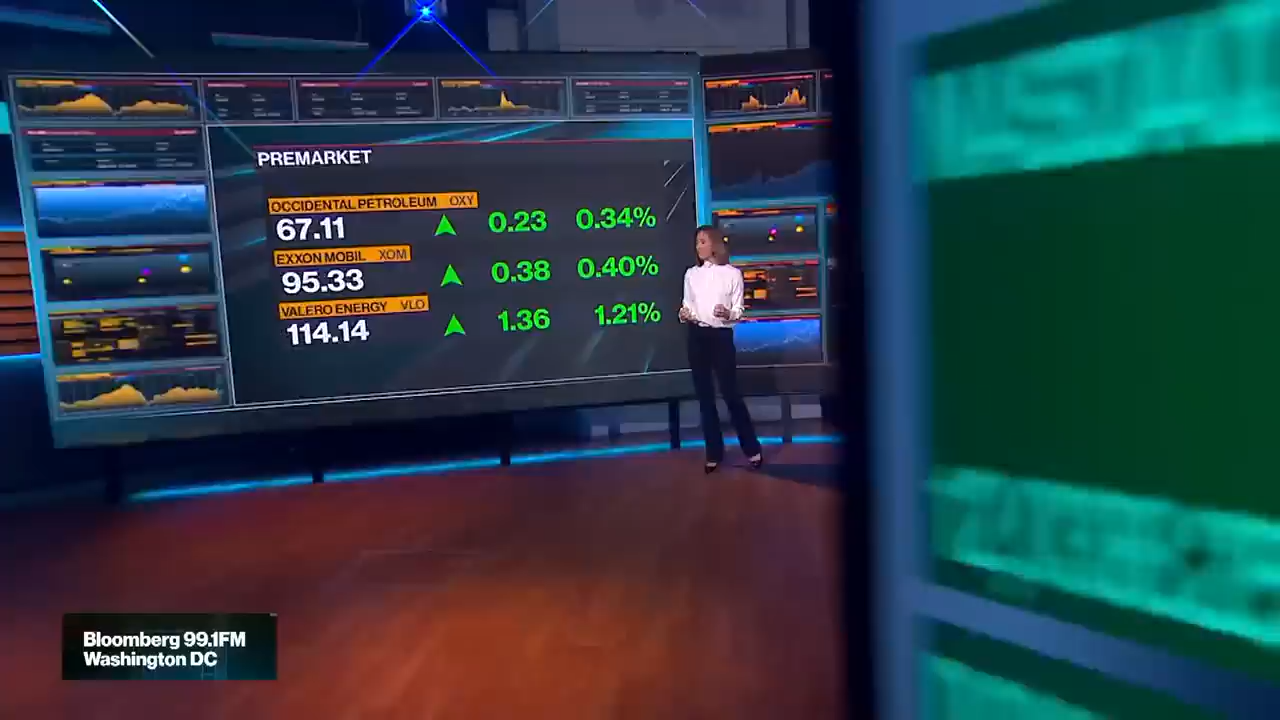 PREMARKET
OCCIDENTAL PETROLEUM OXY
67.11 0.23 0.34%
EXXON MOBIL XOM
95.33 0.38 0.40%
VALERO ENERGY VLO
114.14 1.36 1.21%
Bloomberg 99.1FM
Washington DC